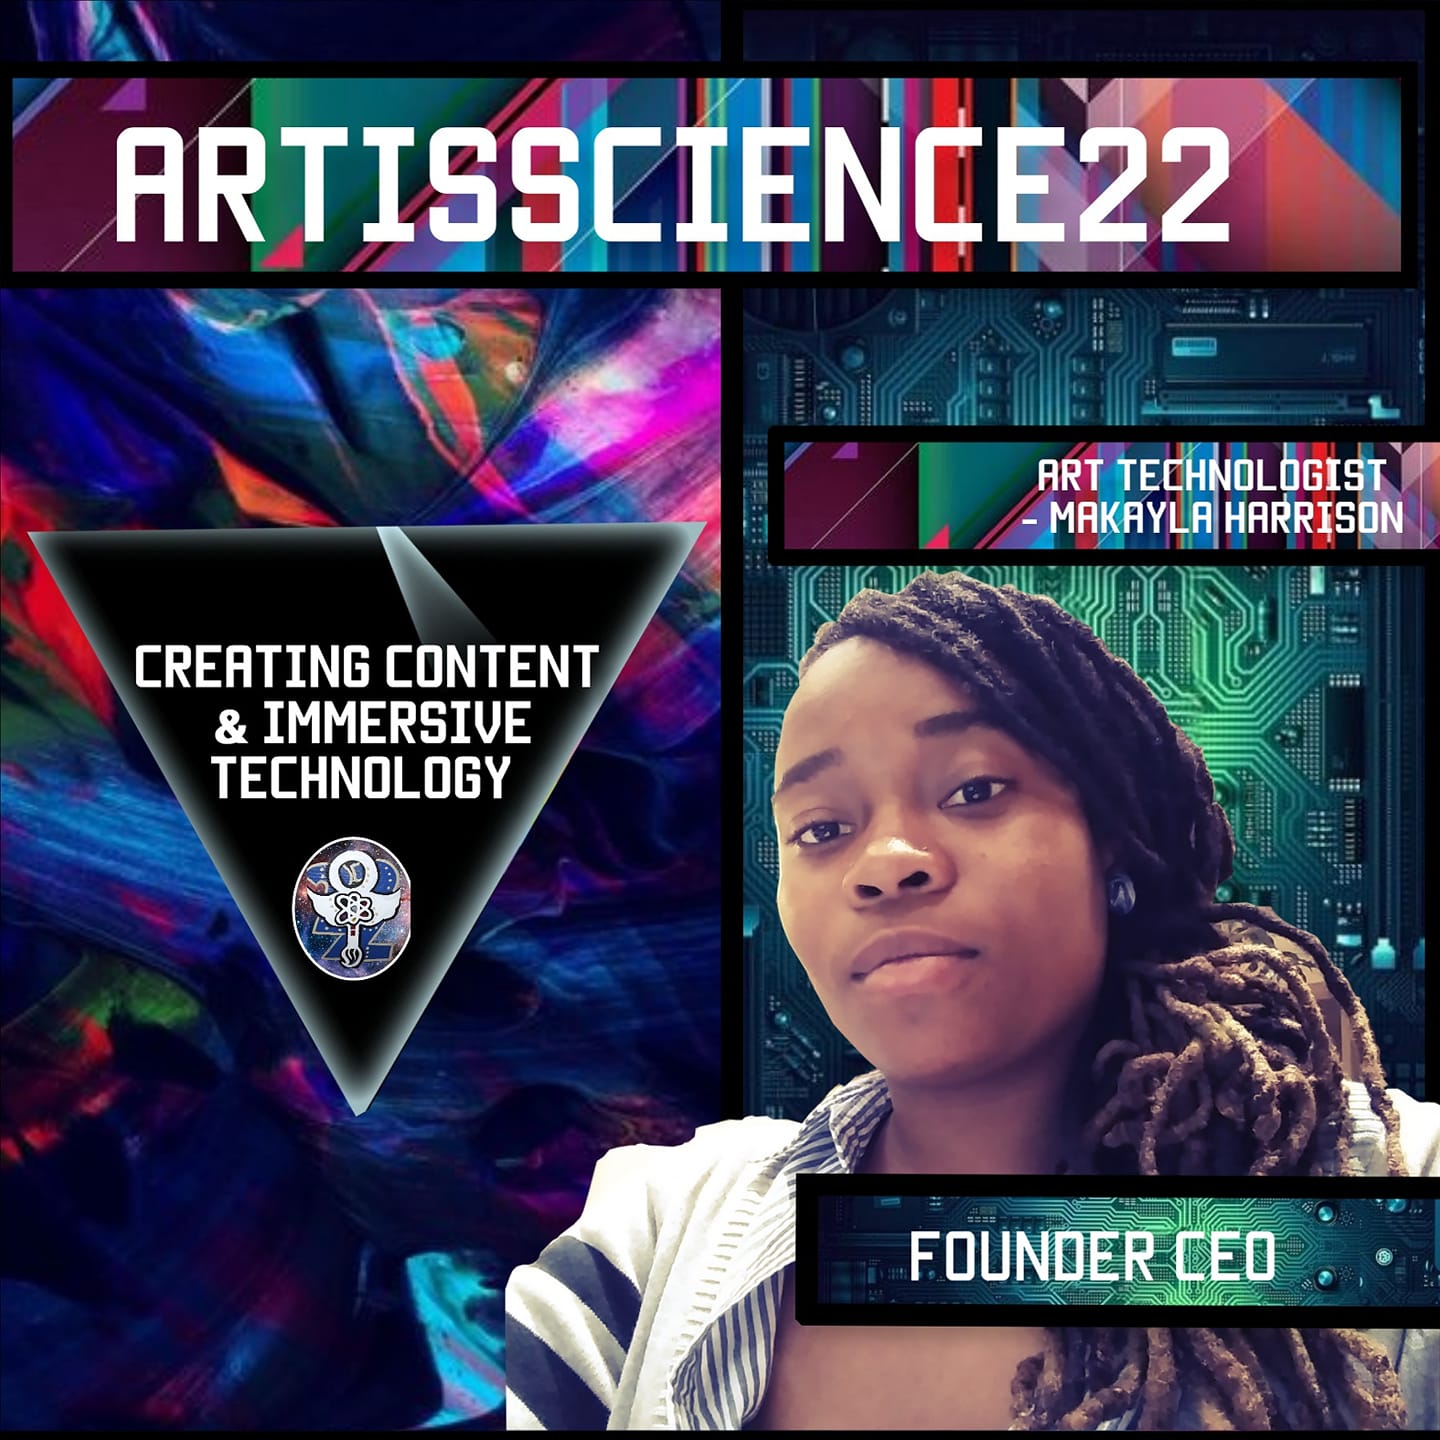 ARTISSCIENCE22
ART TECHNOLOGIST
- MAKAYLA HARRISON
CREATING CONTENT
& IMMERSIVE
TECHNOLOGY
FOUNDER CEO